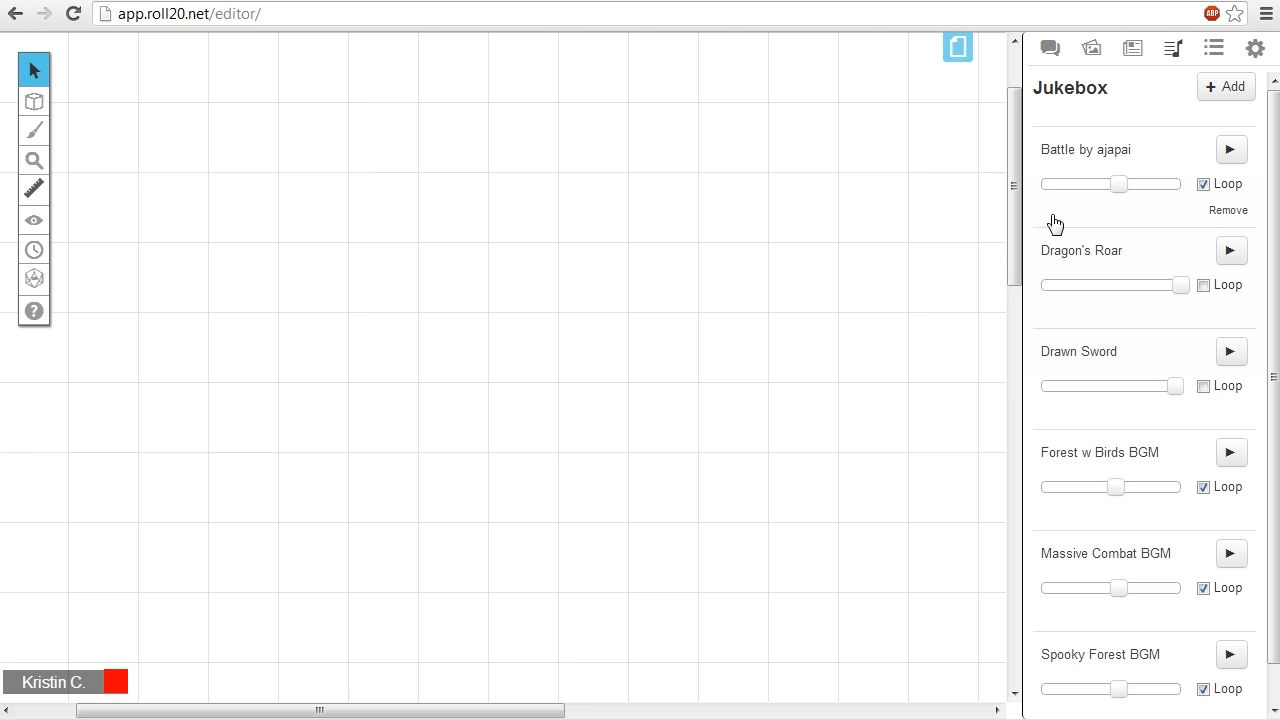 app.roll20.net/editor/
ABP
Jukebox
+ Add
Battle by ajapai
Loop
Remove
Dragon's Roar
Loop
Drawn Sword
Loop
Forest w Birds BGM
Loop
Massive Combat BGM
Loop
Spooky Forest BGM
Loop
Kristin C.